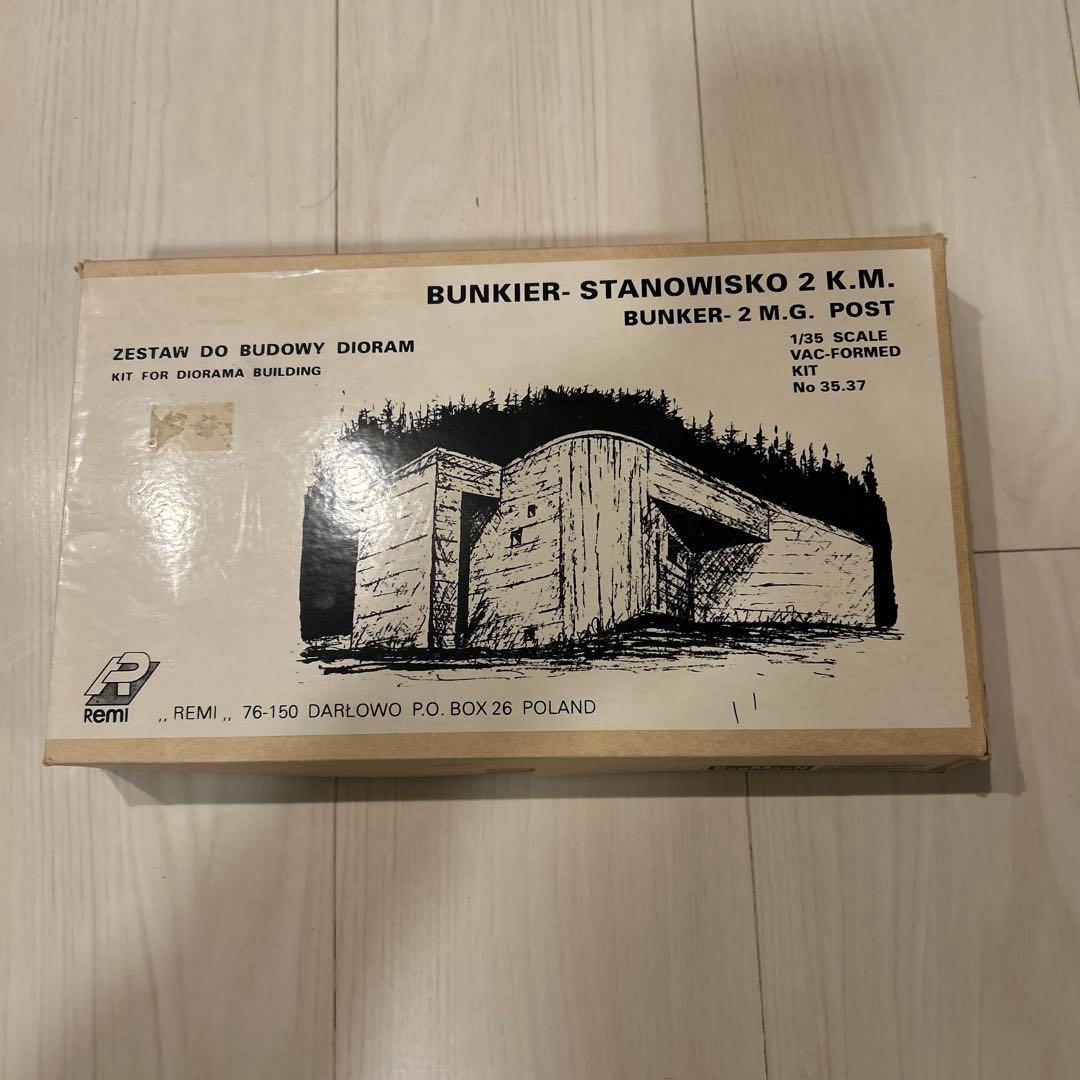 BUNKIER- STANOWISKO 2 K.M.
BUNKER- 2 M.G. POST
1/35 SCALE
VAC-FORMED
KIT
No 35.37
ZESTAW DO BUDOWY DIORAM
KIT FOR DIORAMA BUILDING
Remi
,, REMI ,, 76-150 DARŁOWO P.O. BOX 26 POLAND